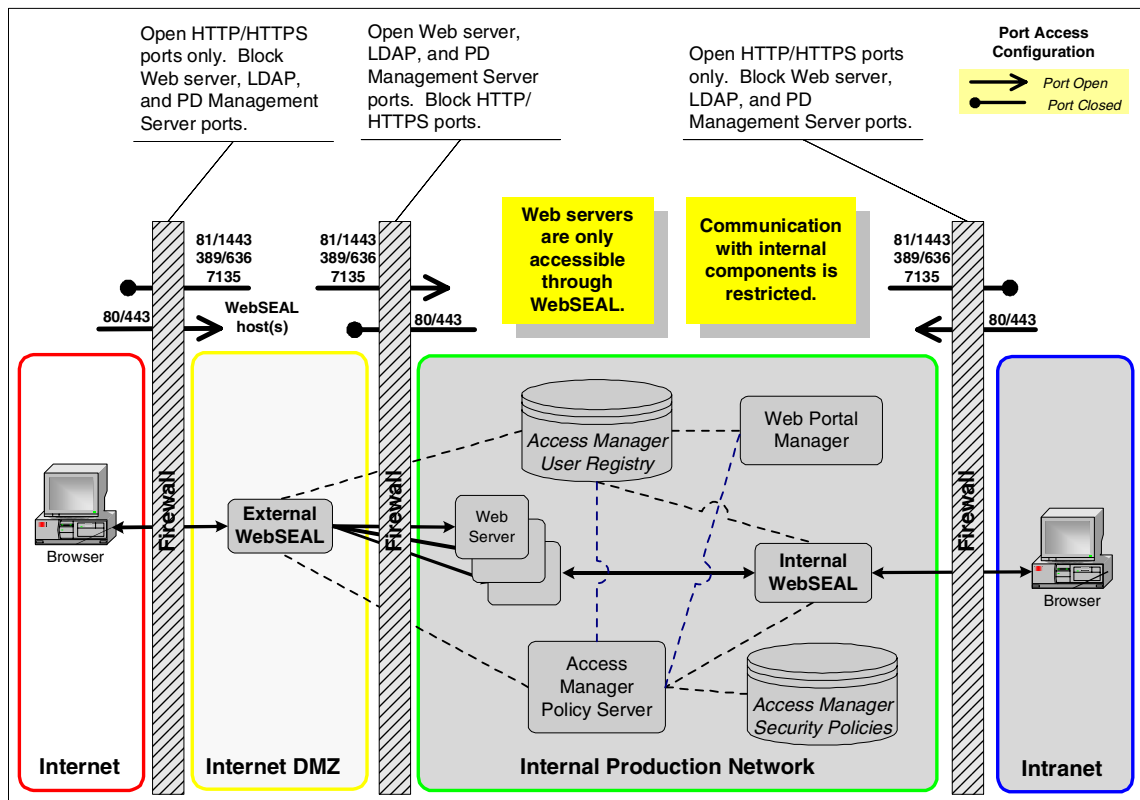 Open HTTP/HTTPS
ports only.  Block
Web server, LDAP,
and PD Management
Server ports.
Open Web server,
LDAP, and PD
Management Server
ports.  Block HTTP/
HTTPS ports.
Open HTTP/HTTPS ports
only.  Block Web server,
LDAP, and PD
Management Server ports.
Port Access
Configuration
Port Open
Port Closed
81/1443
389/636
7135
80/443
WebSEAL
host(s)
81/1443
389/636
7135
80/443
Web servers
are only
accessible
through
WebSEAL.
Communication
with internal
components is
restricted.
81/1443
389/636
7135
80/443
Browser
Internet
Firewall
External
WebSEAL
Internet DMZ
Firewall
Access Manager
User Registry
Web Portal
Manager
Web
Server
Internal
WebSEAL
Access
Manager
Policy Server
Access Manager
Security Policies
Internal Production Network
Firewall
Browser
Intranet